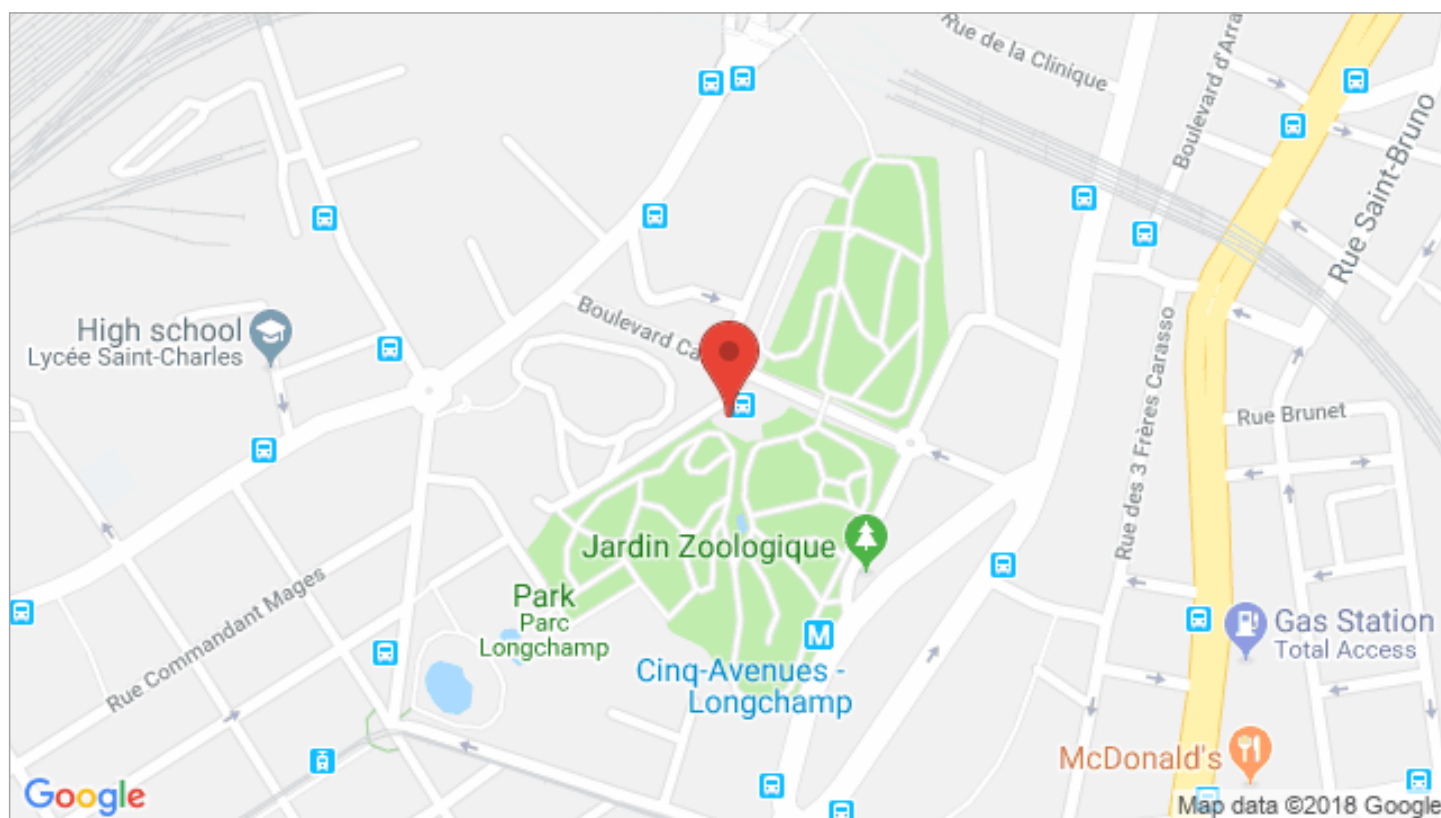 Rue de la Clinique
Boulevard d'Arra
Rue Saint-Bruno
High school
Lycée Saint-Charles
Boulevard Ca
Rue des 3 Frères Carasso
Rue Brunet
Jardin Zoologique
Park
Parc
Longchamp
Rue Commandant Mages
M
Cinq-Avenues -
Longchamp
Gas Station
Total Access
McDonald's
Google
Map data ©2018 Google